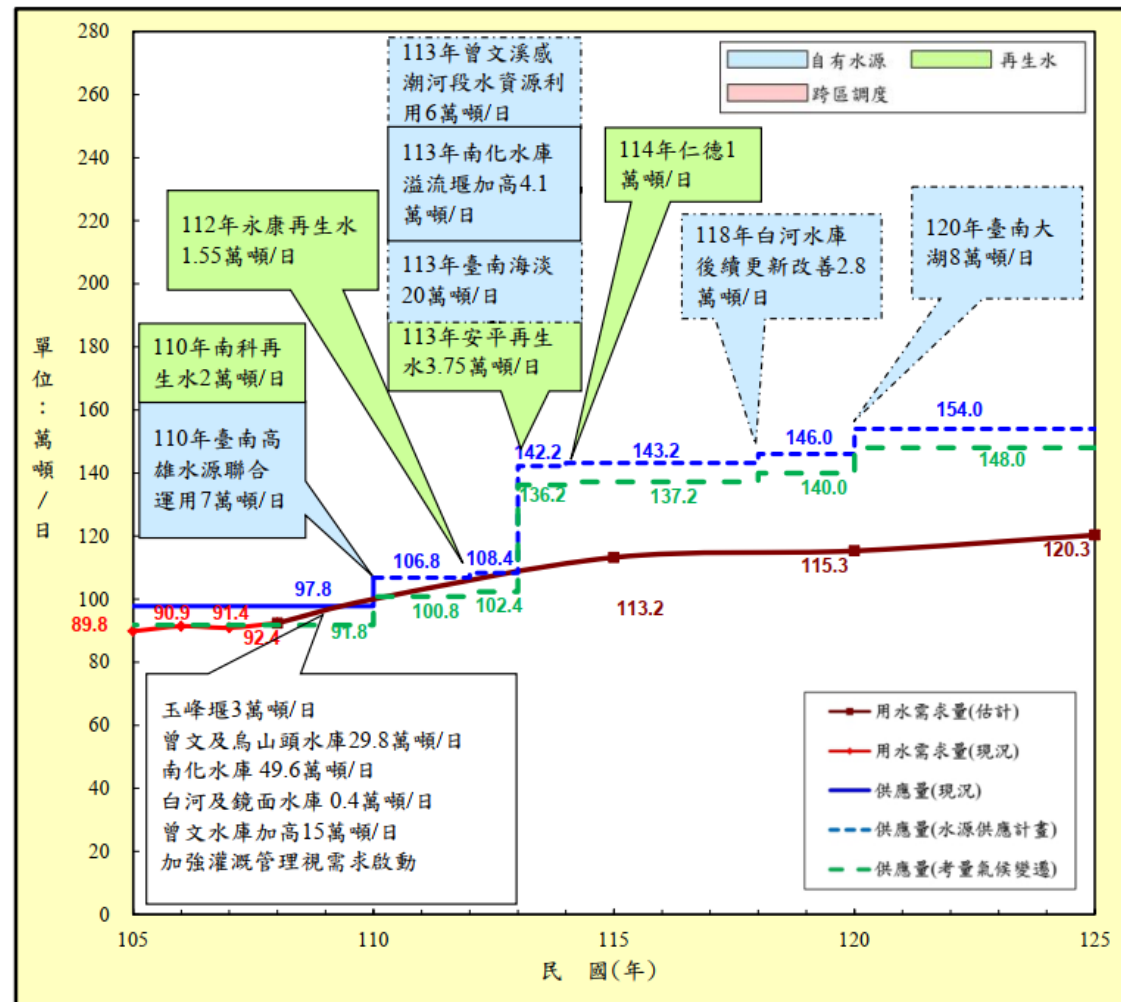 280
260
240
220
200
180
160
140
120
100
80
60
40
20
0
單位：萬噸/日
105
110
115
120
125
民 國(年)
自有水源
再生水
跨區調度
113年曾文溪感
潮河段水資源利
用6萬噸/日
113年南化水庫
溢流堰加高4.1
萬噸/日
113年臺南海淡
20萬噸/日
113年安平再生
水3.75萬噸/日
114年仁德1
萬噸/日
112年永康再生水
1.55萬噸/日
118年白河水庫
後續更新改善2.8
萬噸/日
120年臺南大
湖8萬噸/日
110年南科再
生水2萬噸/日
110年臺南高
雄水源聯合
運用7萬噸/日
97.8
106.8
108.4
142.2
143.2
146.0
154.0
91.8
100.8
102.4
136.2
137.2
140.0
148.0
89.8
90.9
91.4
92.4
113.2
115.3
120.3
玉峰堰3萬噸/日
曾文及烏山頭水庫29.8萬噸/日
南化水庫 49.6萬噸/日
白河及鏡面水庫 0.4萬噸/日
曾文水庫加高15萬噸/日
加強灌溉管理視需求啟動
用水需求量(估計)
用水需求量(現況)
供應量(現況)
供應量(水源供應計畫)
供應量(考量氣候變遷)